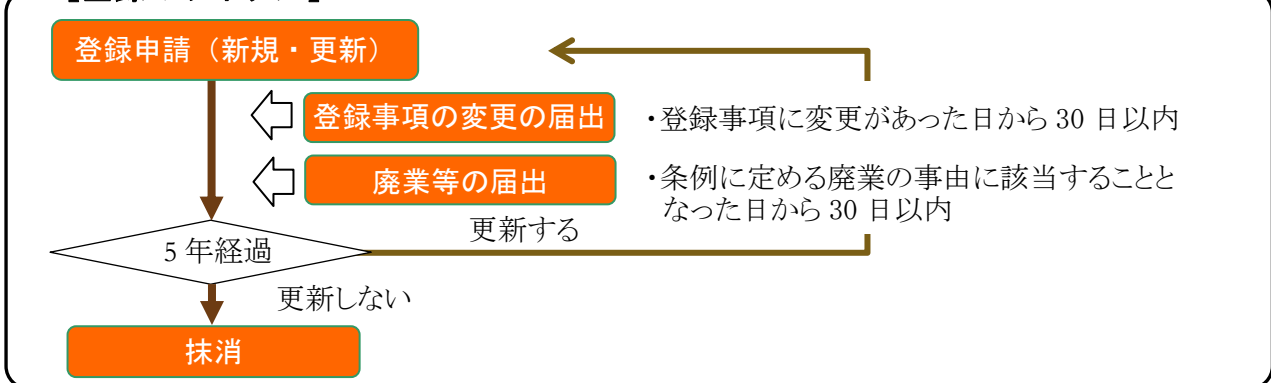 登録申請（新規・更新）
登録事項の変更の届出
・登録事項に変更があった日から 30 日以内
廃業等の届出
・条例に定める廃業の事由に該当することと
なった日から 30 日以内
更新する
5 年経過
更新しない
抹消